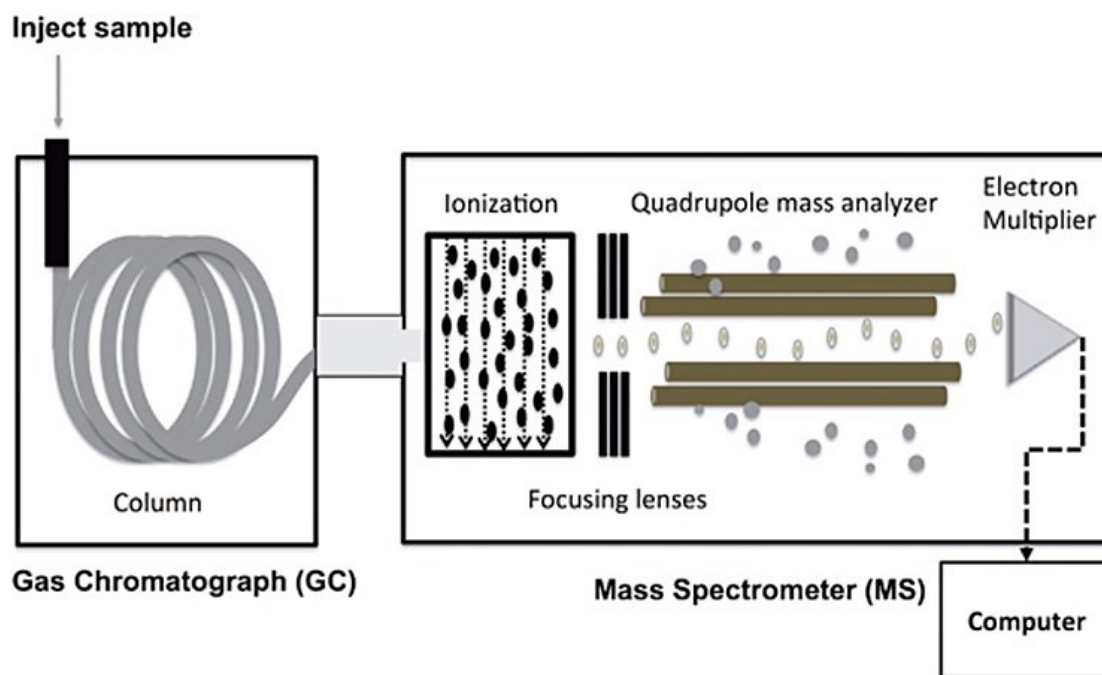 Inject sample
Ionization
Quadrupole mass analyzer
Electron
Multiplier
Column
Focusing lenses
Gas Chromatograph (GC)
Mass Spectrometer (MS)
Computer